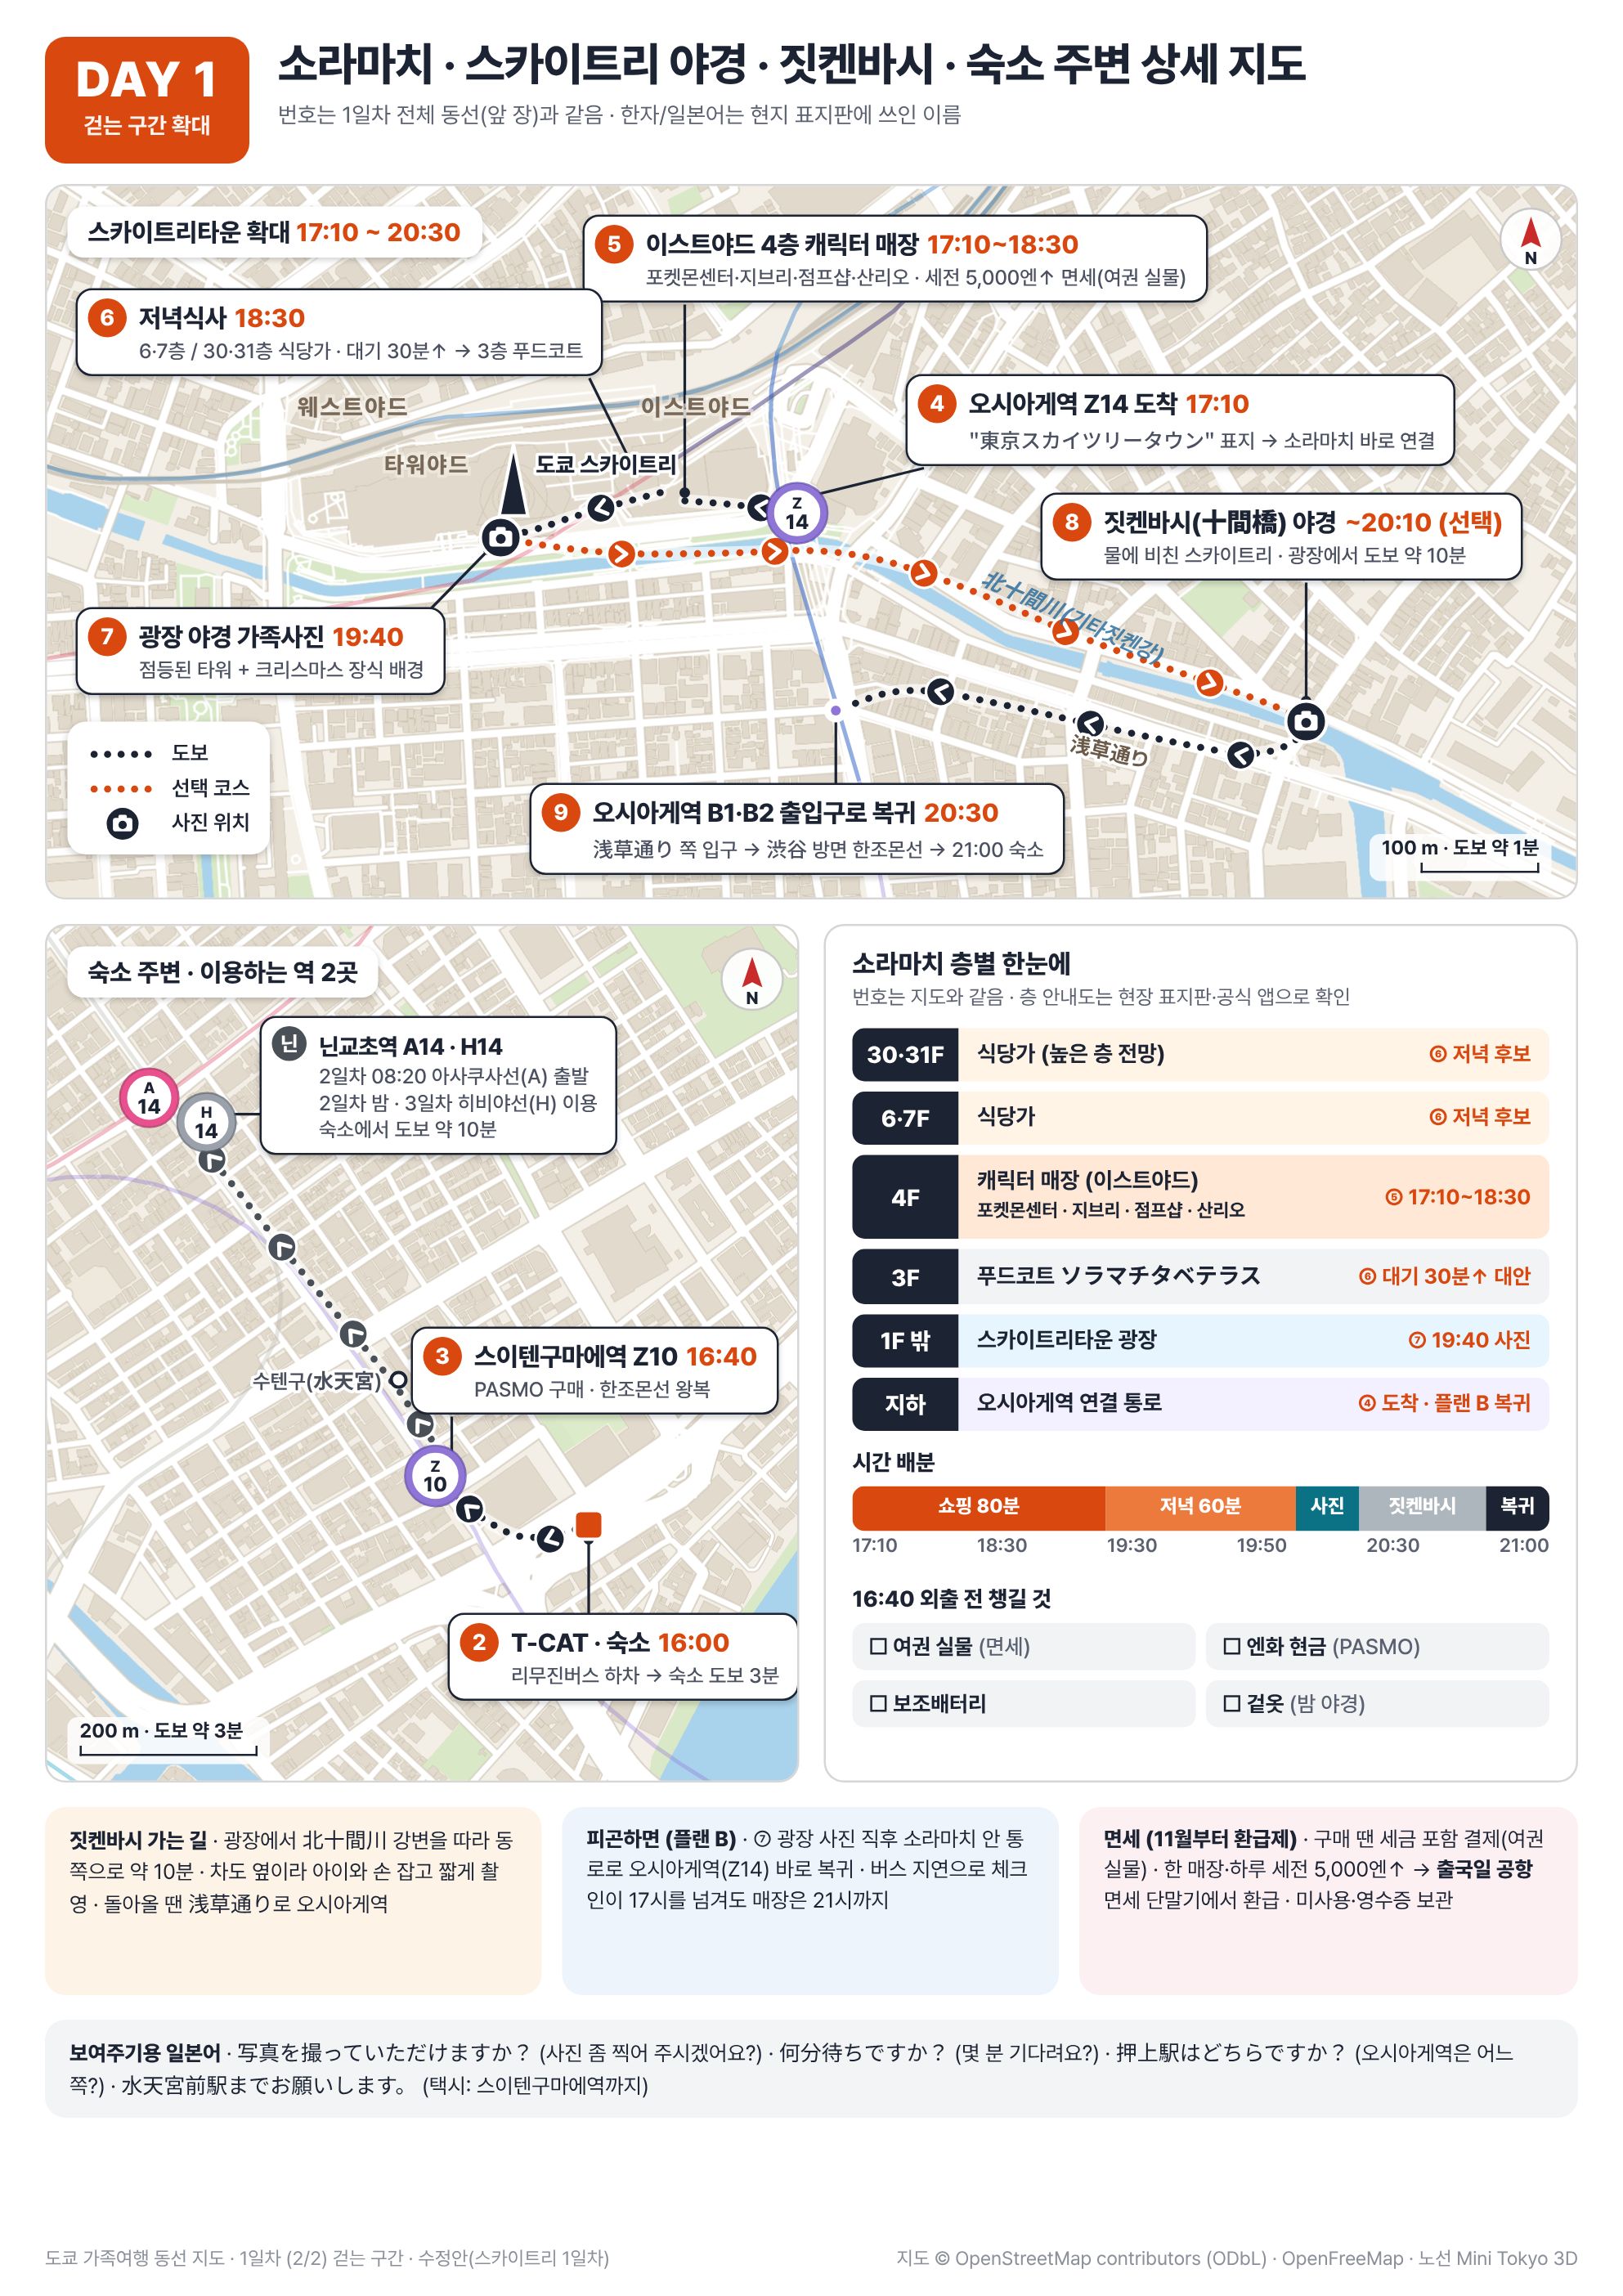 DAY 1
걷는 구간 확대
소라마치 · 스카이트리 야경 · 짓켄바시 · 숙소 주변 상세 지도
번호는 1일차 전체 동선(앞 장)과 같음 · 한자/일본어는 현지 표지판에 쓰인 이름
스카이트리타운 확대 17:10 ~ 20:30
5 이스트야드 4층 캐릭터 매장 17:10~18:30
포켓몬센터·지브리·점프샵·산리오 · 세전 5,000엔↑ 면세(여권 실물)
N
6 저녁식사 18:30
6·7층 / 30·31층 식당가 · 대기 30분↑ → 3층 푸드코트
웨스트야드
이스트야드
4 오시아게역 Z14 도착 17:10
"東京スカイツリータウン" 표지 → 소라마치 바로 연결
타워야드
도쿄 스카이트리
Z
14
8 짓켄바시(十間橋) 야경 ~20:10 (선택)
물에 비친 스카이트리 · 광장에서 도보 약 10분
北十間川(기타짓켄강)
7 광장 야경 가족사진 19:40
점등된 타워 + 크리스마스 장식 배경
浅草通り
도보
선택 코스
사진 위치
9 오시아게역 B1·B2 출입구로 복귀 20:30
浅草通り 쪽 입구 → 渋谷 방면 한조몬선 → 21:00 숙소
100 m · 도보 약 1분
숙소 주변 · 이용하는 역 2곳
N
닌 닌교초역 A14 · H14
2일차 08:20 아사쿠사선(A) 출발
2일차 밤 · 3일차 히비야선(H) 이용
숙소에서 도보 약 10분
A
14
H
14
3 스이텐구마에역 Z10 16:40
PASMO 구매 · 한조몬선 왕복
수텐구(水天宮)
Z
10
2 T-CAT · 숙소 16:00
리무진버스 하차 → 숙소 도보 3분
200 m · 도보 약 3분
소라마치 층별 한눈에
번호는 지도와 같음 · 층 안내도는 현장 표지판·공식 앱으로 확인
30·31F 식당가 (높은 층 전망) ⑥ 저녁 후보
6·7F 식당가 ⑥ 저녁 후보
4F 캐릭터 매장 (이스트야드) ⑤ 17:10~18:30
포켓몬센터 · 지브리 · 점프샵 · 산리오
3F 푸드코트 ソラマチタベテラス ⑥ 대기 30분↑ 대안
1F 밖 스카이트리타운 광장 ⑦ 19:40 사진
지하 오시아게역 연결 통로 ④ 도착 · 플랜 B 복귀
시간 배분
쇼핑 80분 저녁 60분 사진 짓켄바시 복귀
17:10 18:30 19:30 19:50 20:30 21:00
16:40 외출 전 챙길 것
☐ 여권 실물 (면세)
☐ 엔화 현금 (PASMO)
☐ 보조배터리
☐ 겉옷 (밤 야경)
짓켄바시 가는 길 · 광장에서 北十間川 강변을 따라 동
쪽으로 약 10분 · 차도 옆이라 아이와 손 잡고 짧게 촬
영 · 돌아올 땐 浅草通り로 오시아게역
피곤하면 (플랜 B) · ⑦ 광장 사진 직후 소라마치 안 통
로로 오시아게역(Z14) 바로 복귀 · 버스 지연으로 체크
인이 17시를 넘겨도 매장은 21시까지
면세 (11월부터 환급제) · 구매 땐 세금 포함 결제(여권
실물) · 한 매장·하루 세전 5,000엔↑ → 출국일 공항
면세 단말기에서 환급 · 미사용·영수증 보관
보여주기용 일본어 · 写真を撮っていただけますか？ (사진 좀 찍어 주시겠어요?) · 何分待ちですか？ (몇 분 기다려요?) · 押上駅はどちらですか？ (오시아게역은 어느
쪽?) · 水天宮前駅までお願いします。 (택시: 스이텐구마에역까지)
도쿄 가족여행 동선 지도 · 1일차 (2/2) 걷는 구간 · 수정안(스카이트리 1일차)
지도 © OpenStreetMap contributors (ODbL) · OpenFreeMap · 노선 Mini Tokyo 3D